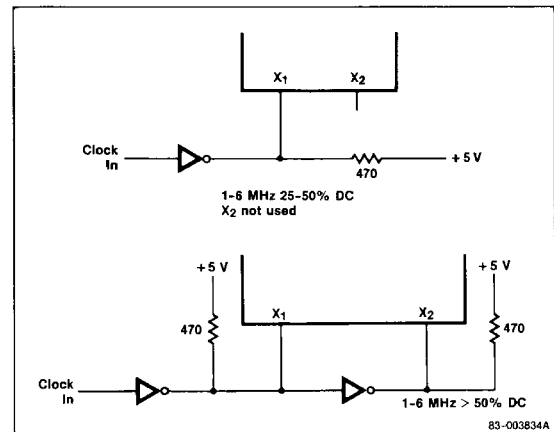 X1 X2
Clock
In
+5 V
470
1-6 MHz 25-50% DC
X2 not used
+5 V +5 V
X1 X2
470 470
Clock
In
1-6 MHz > 50% DC
83-003834A